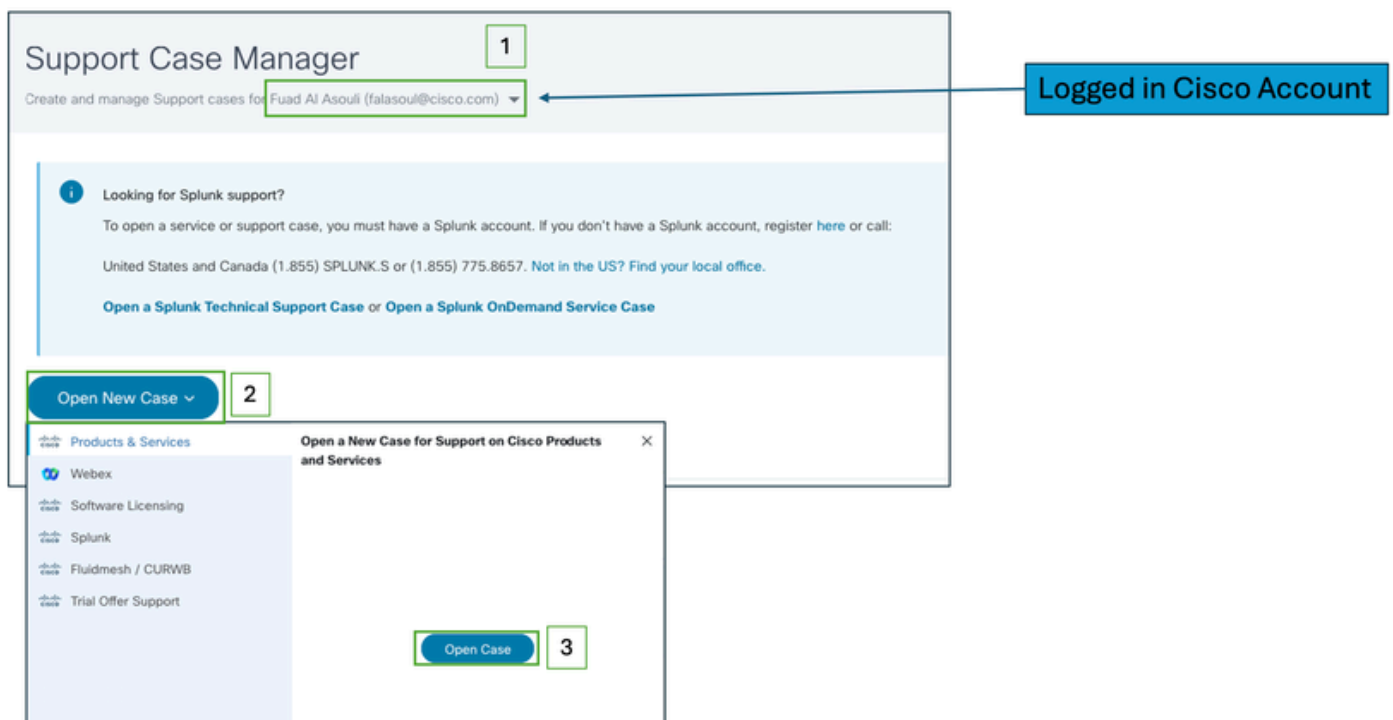 Support Case Manager
1
Create and manage Support cases for Fuad Al Asouli (falasoul@cisco.com)
Logged in Cisco Account
Looking for Splunk support?
To open a service or support case, you must have a Splunk account. If you don't have a Splunk account, register here or call:
United States and Canada (1.855) SPLUNK.S or (1.855) 775.8657. Not in the US? Find your local office.
Open a Splunk Technical Support Case or Open a Splunk OnDemand Service Case
Open New Case
2
Products & Services
Webex
Software Licensing
Splunk
Fluidmesh / CURWB
Trial Offer Support
Open a New Case for Support on Cisco Products
and Services
Open Case
3